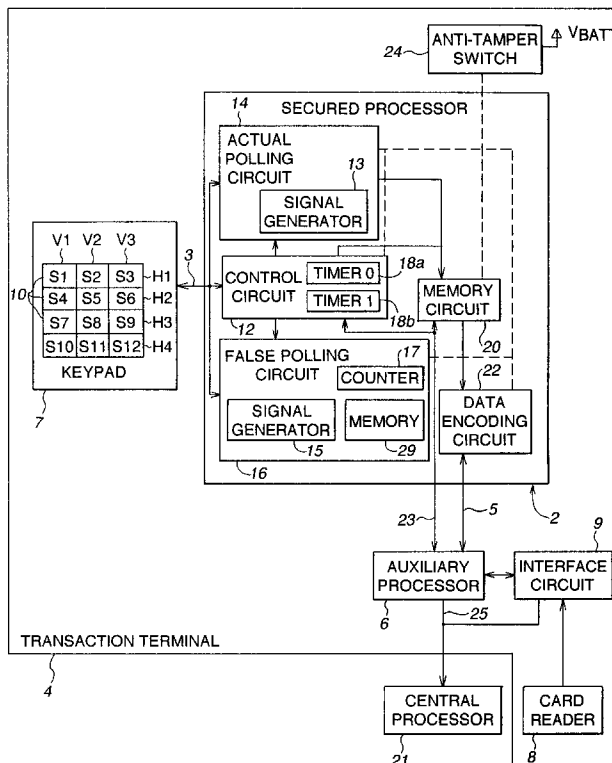 ANTI-TAMPER
SWITCH
VBATT
24
SECURED PROCESSOR
14
ACTUAL
POLLING
CIRCUIT
13
SIGNAL
GENERATOR
V1 V2 V3
S1 S2 S3 H1
10 S4 S5 S6 H2
S7 S8 S9 H3
S10 S11 S12 H4
KEYPAD
7
3
CONTROL
CIRCUIT
TIMER 0
18a
TIMER 1
18b
12
MEMORY
CIRCUIT
20
FALSE POLLING
CIRCUIT
17
COUNTER
SIGNAL
GENERATOR
15
MEMORY
29
16
22
DATA
ENCODING
CIRCUIT
2
23
5
9
AUXILIARY
PROCESSOR
6
INTERFACE
CIRCUIT
25
TRANSACTION TERMINAL
4
CENTRAL
PROCESSOR
21
CARD
READER
8